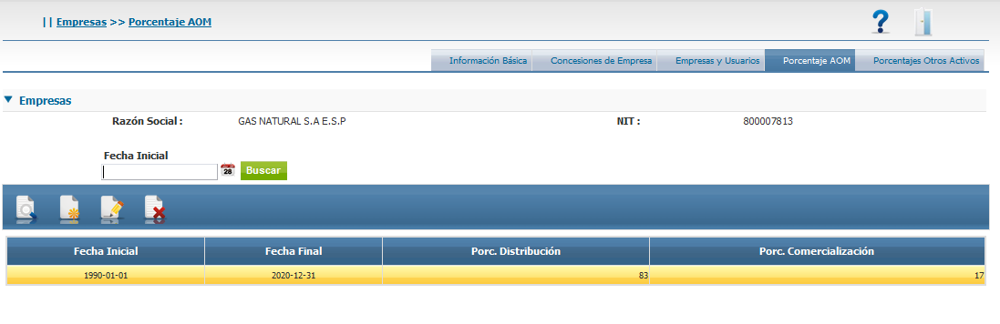 || Empresas >> Porcentaje AOM
?
Información Básica Concesiones de Empresa Empresas y Usuarios Porcentaje AOM Porcentajes Otros Activos
Empresas
Razón Social : GAS NATURAL S.A E.S.P NIT : 800007813
Fecha Inicial
28 Buscar
Fecha Inicial Fecha Final Porc. Distribución Porc. Comercialización
1990-01-01 2020-12-31 83 17